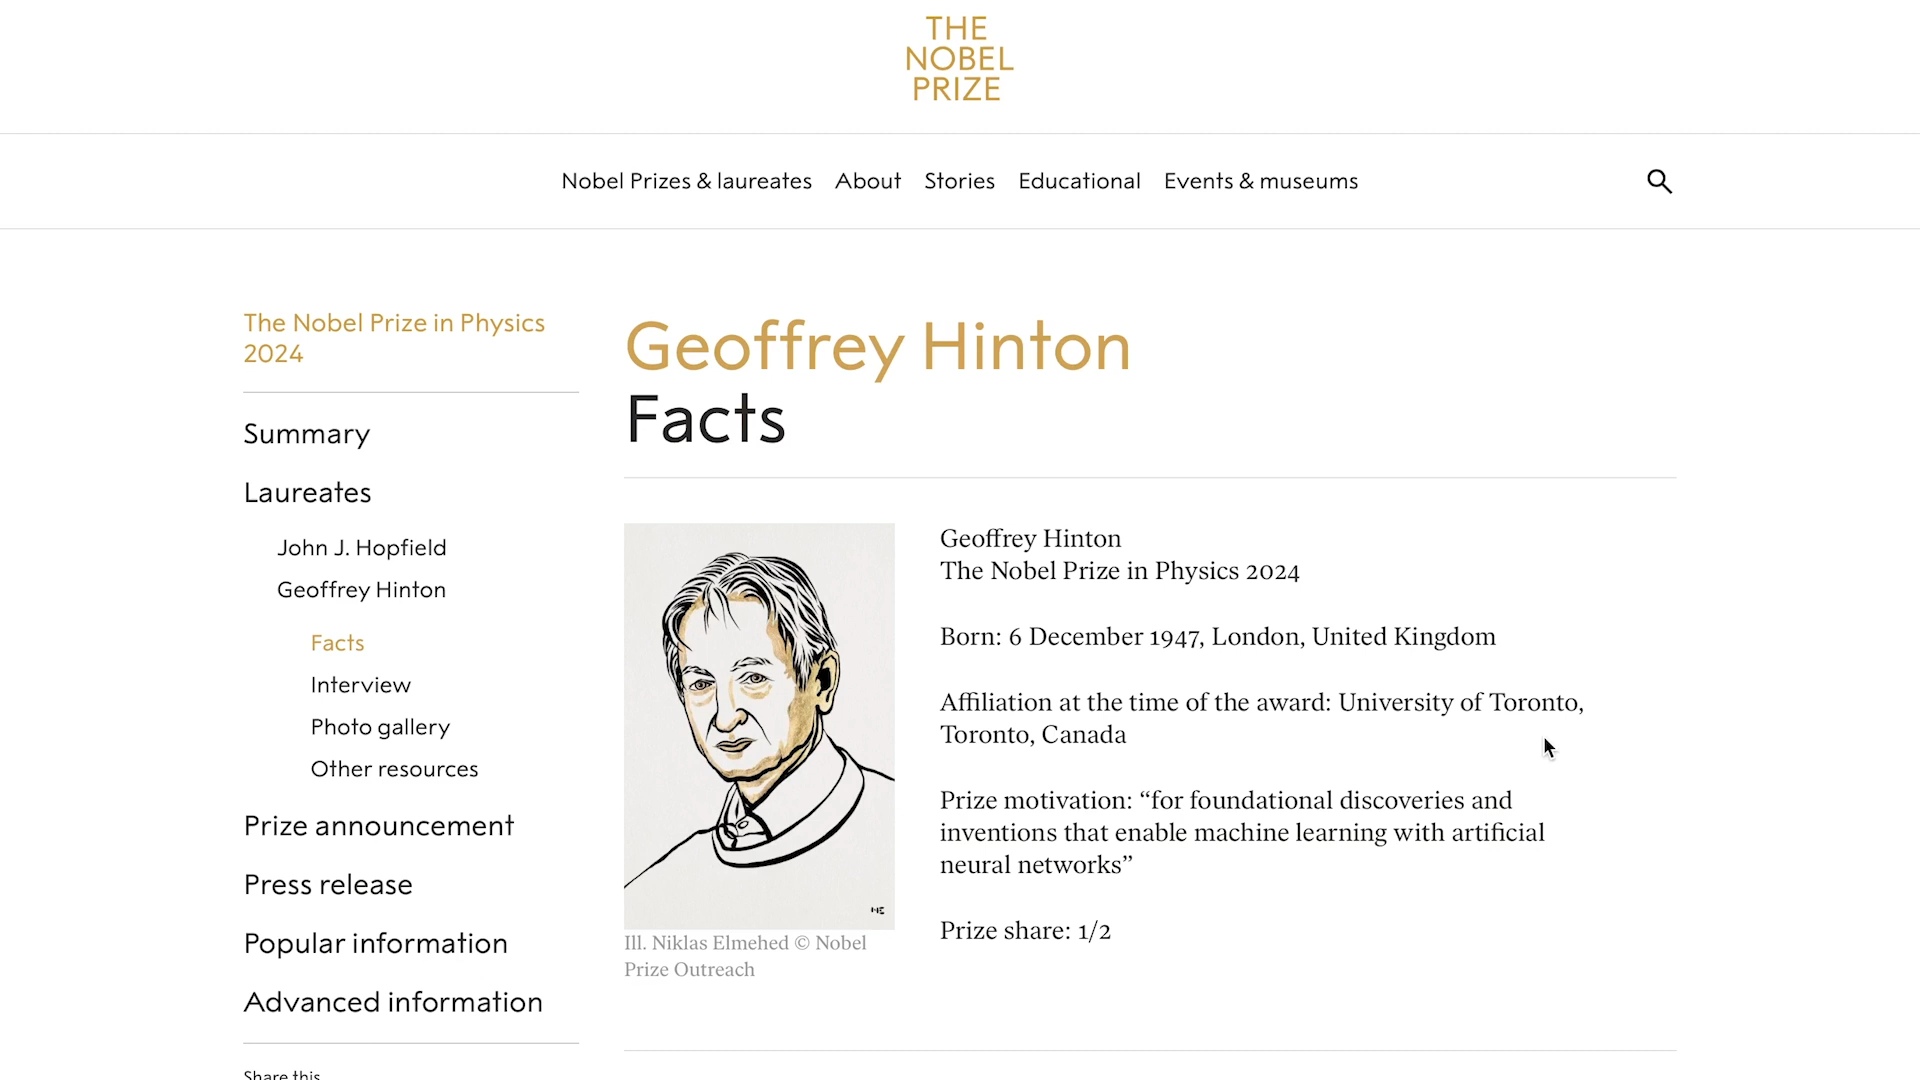 THE
NOBEL
PRIZE
Nobel Prizes & laureates About Stories Educational Events & museums
The Nobel Prize in Physics
2024
Summary
Laureates
John J. Hopfield
Geoffrey Hinton
Facts
Interview
Photo gallery
Other resources
Prize announcement
Press release
Popular information
Advanced information
Share this
Geoffrey Hinton
Facts
Ill. Niklas Elmehed © Nobel
Prize Outreach
Geoffrey Hinton
The Nobel Prize in Physics 2024
Born: 6 December 1947, London, United Kingdom
Affiliation at the time of the award: University of Toronto,
Toronto, Canada
Prize motivation: “for foundational discoveries and
inventions that enable machine learning with artificial
neural networks”
Prize share: 1/2